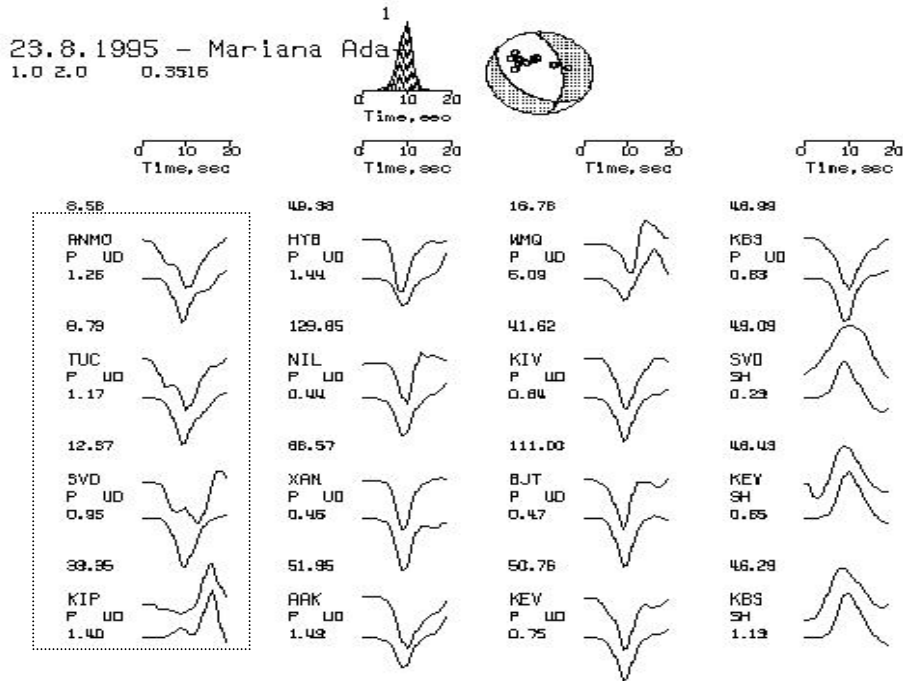 1
23.8.1995 - Mariana Ada-
1.0 2.0 0.3516
0 10 20
Time,sec
0 10 20 0 10 20 0 10 20 0 10 20
Time,sec Time,sec Time,sec Time,sec
8.58 49.38 16.78 46.99
ANMO HYB WMQ KBS
P UD P UD P UD P UD
1.26 1.44 6.09 0.83
8.79 129.85 41.62 49.09
TUC NIL KIV SVD
P UD P UD P UD SH
1.17 0.44 0.84 0.29
12.87 88.57 111.00 48.49
SVD XAN BJT KEV
P UD P UD P UD SH
0.95 0.46 0.47 0.65
39.95 51.95 50.78 46.29
KIP AAK KEV KBS
P UD P UD P UD SH
1.40 1.49 0.75 1.19